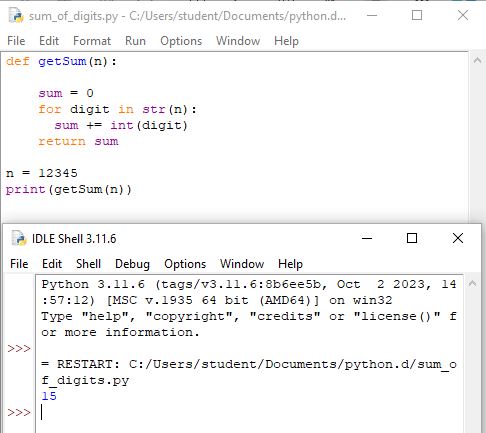 sum_of_digits.py - C:/Users/student/Documents/python.d...
File Edit Format Run Options Window Help
def getSum(n):
    sum = 0
    for digit in str(n):
      sum += int(digit)
    return sum
n = 12345
print(getSum(n))
IDLE Shell 3.11.6
File Edit Shell Debug Options Window Help
Python 3.11.6 (tags/v3.11.6:8b6ee5b, Oct  2 2023, 14
:57:12) [MSC v.1935 64 bit (AMD64)] on win32
Type "help", "copyright", "credits" or "license()" f
or more information.
>>>
= RESTART: C:/Users/student/Documents/python.d/sum_o
f_digits.py
15
>>>